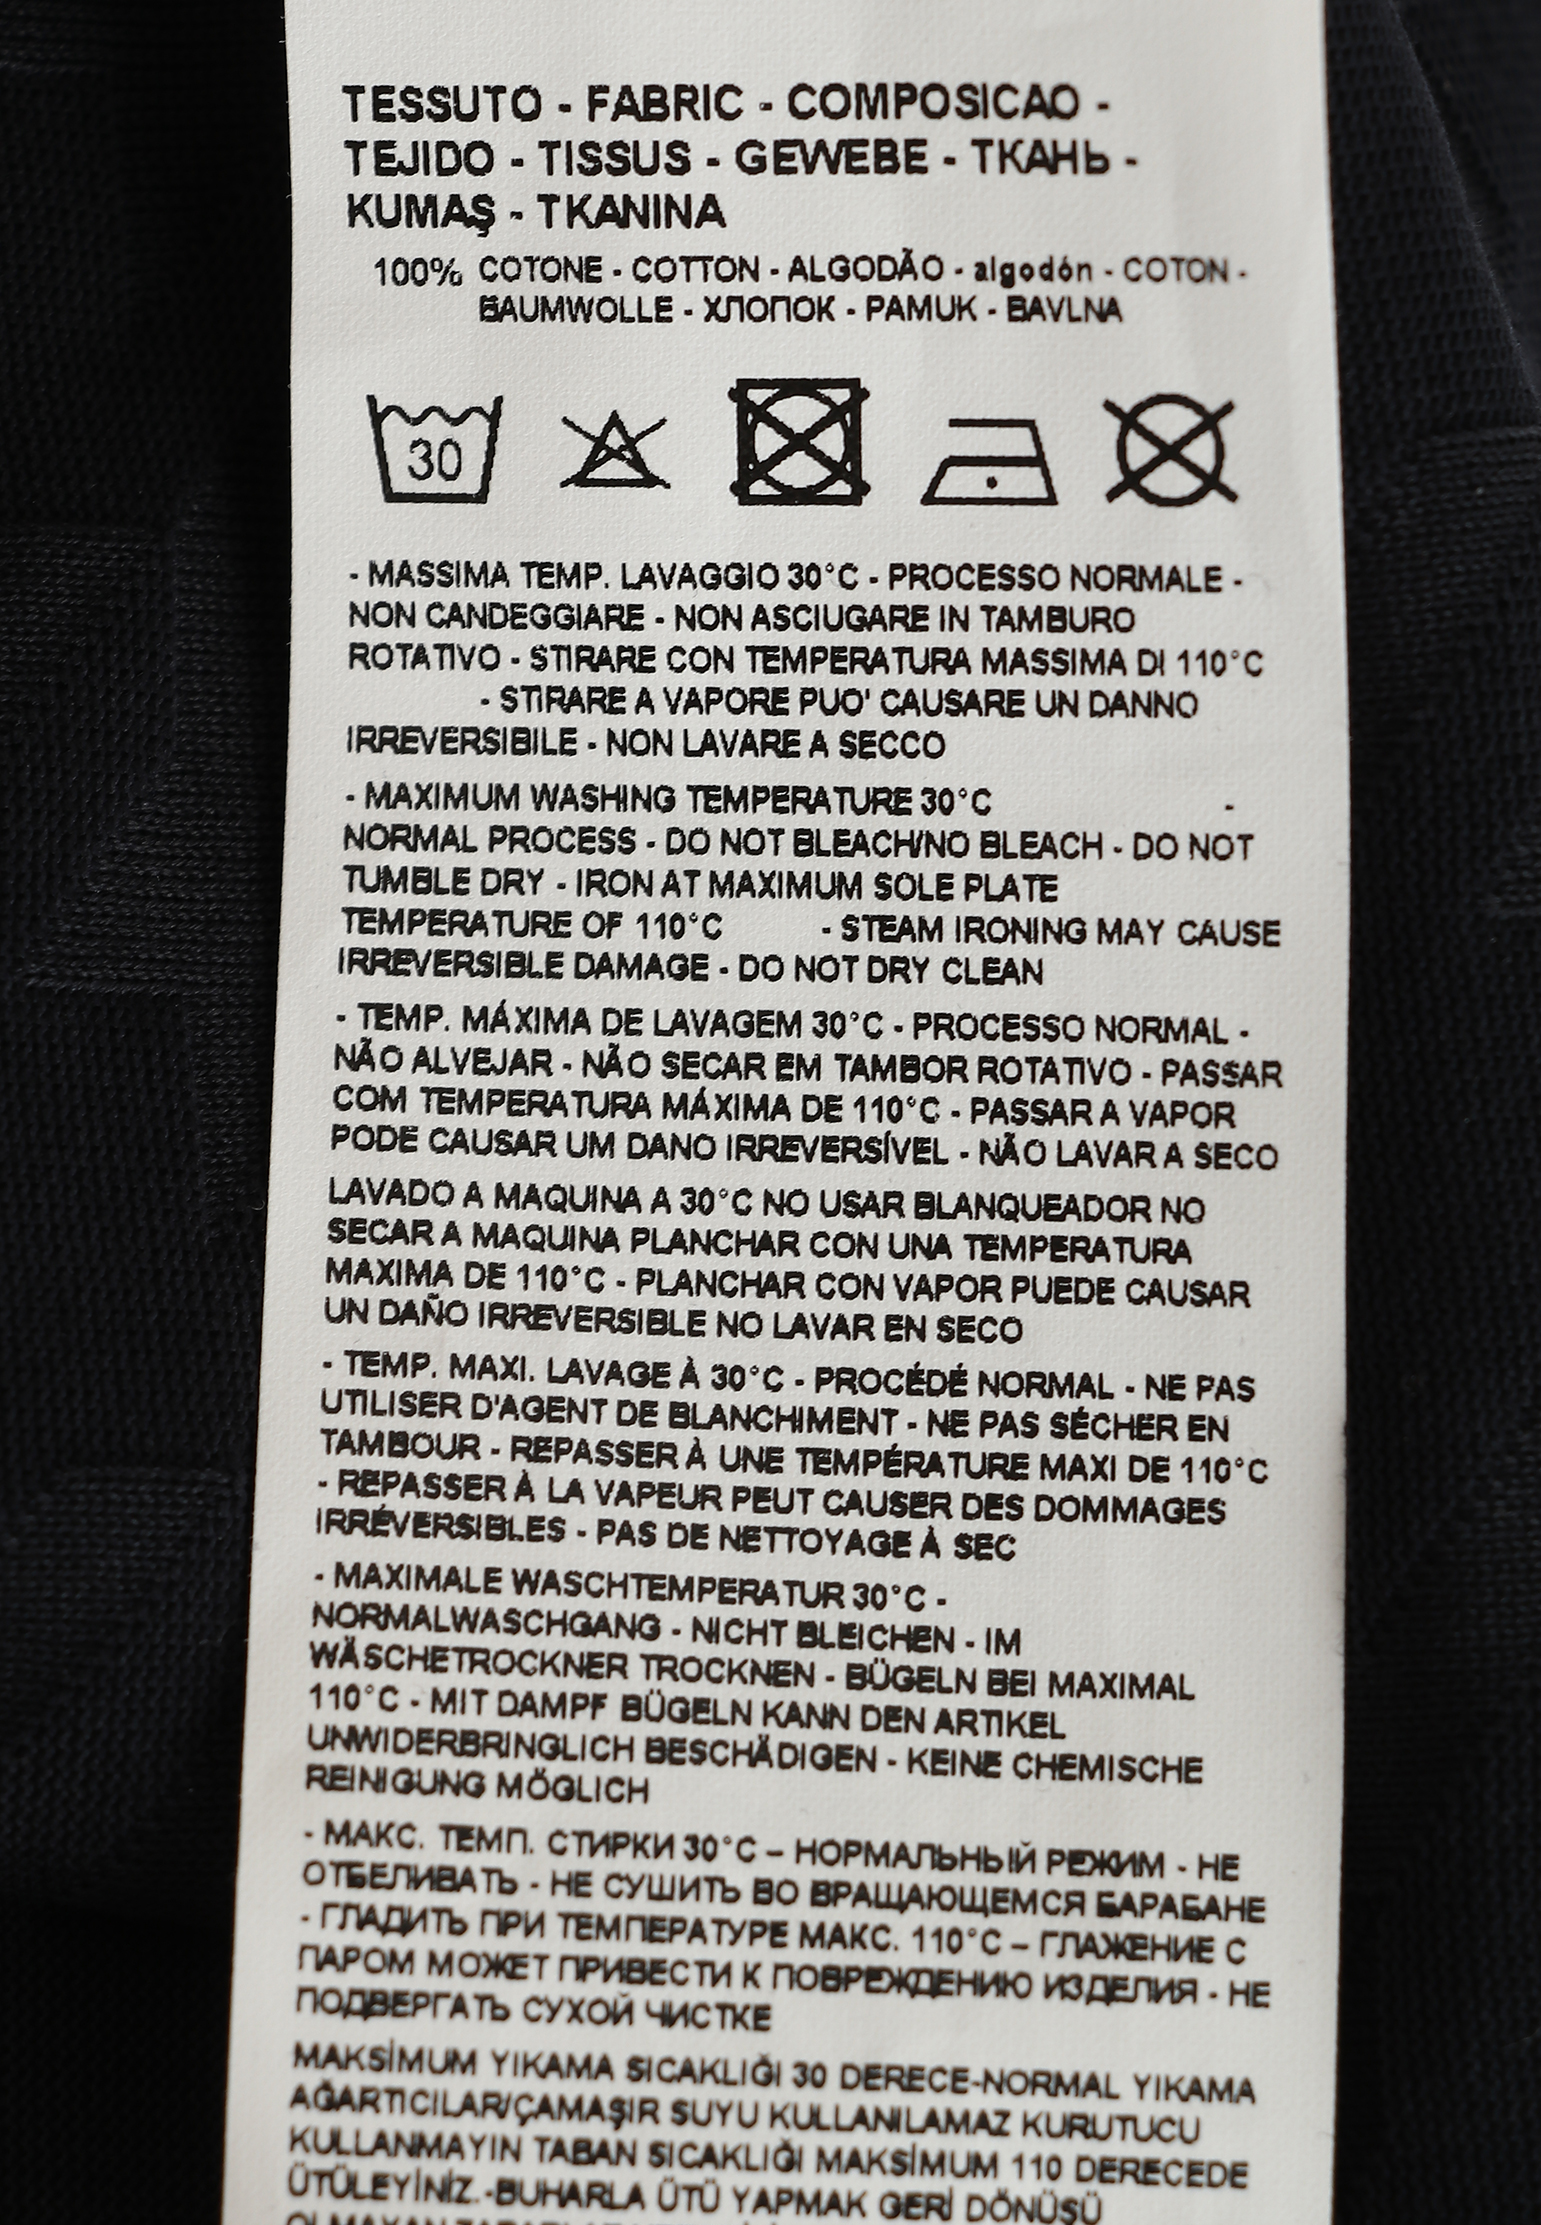 TESSUTO - FABRIC - COMPOSICAO -
TEJIDO - TISSUS - GEWEBE - ТКАНЬ -
KUMAŞ - TKANINA
100% COTONE - COTTON - ALGODÃO - algodón - COTON -
BAUMWOLLE - ХЛОПОК - PAMUK - BAVLNA
30
- MASSIMA TEMP. LAVAGGIO 30°C - PROCESSO NORMALE -
NON CANDEGGIARE - NON ASCIUGARE IN TAMBURO
ROTATIVO - STIRARE CON TEMPERATURA MASSIMA DI 110°C
- STIRARE A VAPORE PUO' CAUSARE UN DANNO
IRREVERSIBILE - NON LAVARE A SECCO
- MAXIMUM WASHING TEMPERATURE 30°C -
NORMAL PROCESS - DO NOT BLEACH/NO BLEACH - DO NOT
TUMBLE DRY - IRON AT MAXIMUM SOLE PLATE
TEMPERATURE OF 110°C - STEAM IRONING MAY CAUSE
IRREVERSIBLE DAMAGE - DO NOT DRY CLEAN
- TEMP. MÁXIMA DE LAVAGEM 30°C - PROCESSO NORMAL -
NÃO ALVEJAR - NÃO SECAR EM TAMBOR ROTATIVO - PASSAR
COM TEMPERATURA MÁXIMA DE 110°C - PASSAR A VAPOR
PODE CAUSAR UM DANO IRREVERSÍVEL - NÃO LAVAR A SECO
LAVADO A MAQUINA A 30°C NO USAR BLANQUEADOR NO
SECAR A MAQUINA PLANCHAR CON UNA TEMPERATURA
MAXIMA DE 110°C - PLANCHAR CON VAPOR PUEDE CAUSAR
UN DAÑO IRREVERSIBLE NO LAVAR EN SECO
- TEMP. MAXI. LAVAGE À 30°C - PROCÉDÉ NORMAL - NE PAS
UTILISER D'AGENT DE BLANCHIMENT - NE PAS SÉCHER EN
TAMBOUR - REPASSER À UNE TEMPÉRATURE MAXI DE 110°C
- REPASSER À LA VAPEUR PEUT CAUSER DES DOMMAGES
IRRÉVERSIBLES - PAS DE NETTOYAGE À SEC
- MAXIMALE WASCHTEMPERATUR 30°C -
NORMALWASCHGANG - NICHT BLEICHEN - IM
WÄSCHETROCKNER TROCKNEN - BÜGELN BEI MAXIMAL
110°C - MIT DAMPF BÜGELN KANN DEN ARTIKEL
UNWIDERBRINGLICH BESCHÄDIGEN - KEINE CHEMISCHE
REINIGUNG MÖGLICH
- МАКС. ТЕМП. СТИРКИ 30°C – НОРМАЛЬНЫЙ РЕЖИМ - НЕ
ОТБЕЛИВАТЬ - НЕ СУШИТЬ ВО ВРАЩАЮЩЕМСЯ БАРАБАНЕ
- ГЛАДИТЬ ПРИ ТЕМПЕРАТУРЕ МАКС. 110°C – ГЛАЖЕНИЕ С
ПАРОМ МОЖЕТ ПРИВЕСТИ К ПОВРЕЖДЕНИЮ ИЗДЕЛИЯ - НЕ
ПОДВЕРГАТЬ СУХОЙ ЧИСТКЕ
MAKSİMUM YIKAMA SICAKLIĞI 30 DERECE-NORMAL YIKAMA
AĞARTICILAR/ÇAMAŞIR SUYU KULLANILAMAZ KURUTUCU
KULLANMAYIN TABAN SICAKLIĞI MAKSİMUM 110 DERECEDE
ÜTÜLEYİNİZ.-BUHARLA ÜTÜ YAPMAK GERİ DÖNÜŞÜ